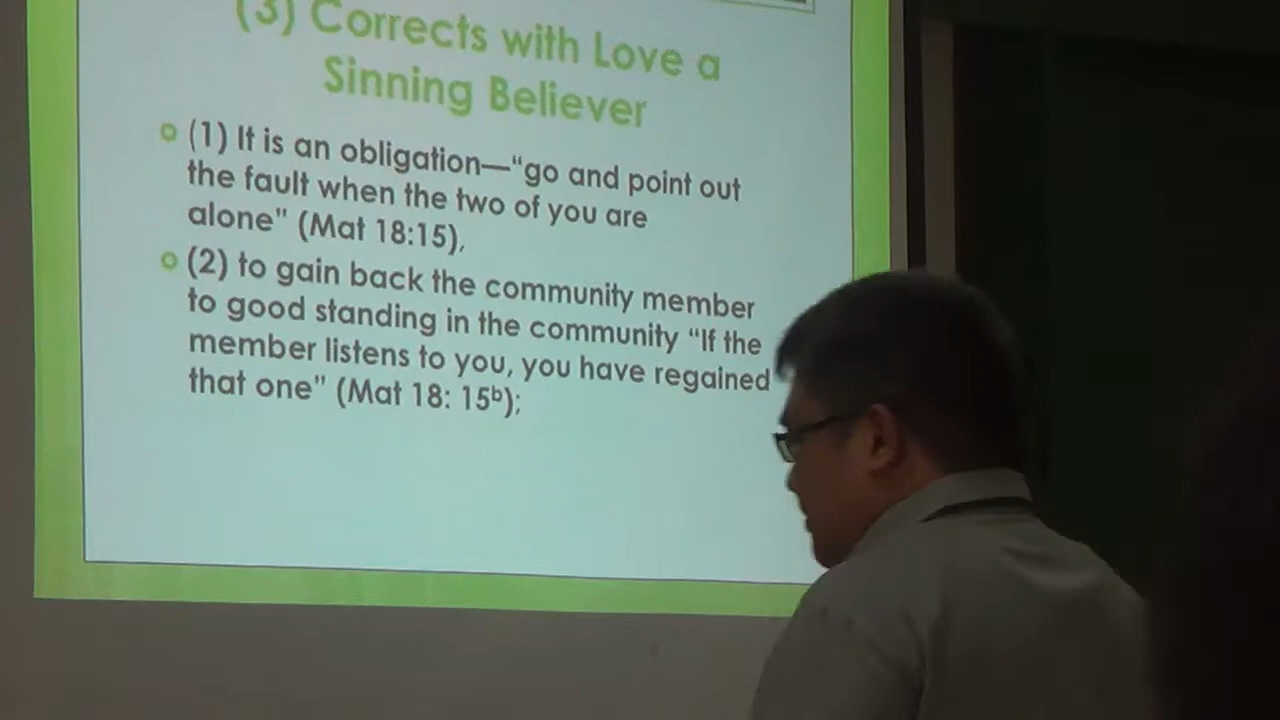 (3) Corrects with Love a
Sinning Believer
(1) It is an obligation—“go and point out
the fault when the two of you are
alone" (Mat 18:15),
(2) to gain back the community member
to good standing in the community “If the
member listens to you, you have regained
that one” (Mat 18: 15ᵇ);